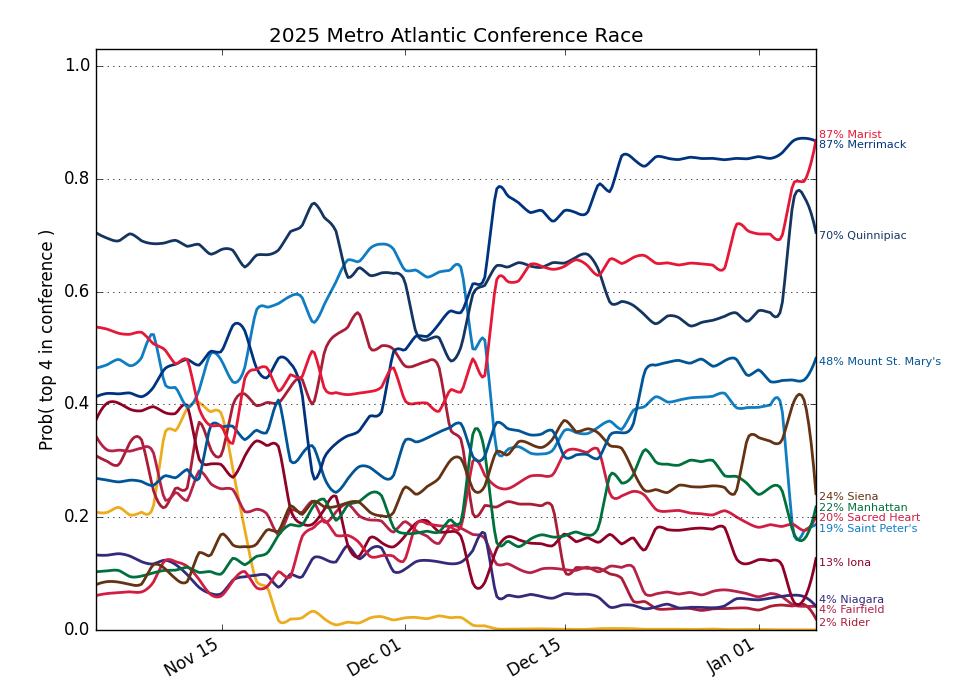 2025 Metro Atlantic Conference Race
Prob( top 4 in conference )
1.0
0.8
0.6
0.4
0.2
0.0
Nov 15
Dec 01
Dec 15
Jan 01
87% Marist
87% Merrimack
70% Quinnipiac
48% Mount St. Mary's
24% Siena
22% Manhattan
20% Sacred Heart
19% Saint Peter's
13% Iona
4% Niagara
4% Fairfield
2% Rider